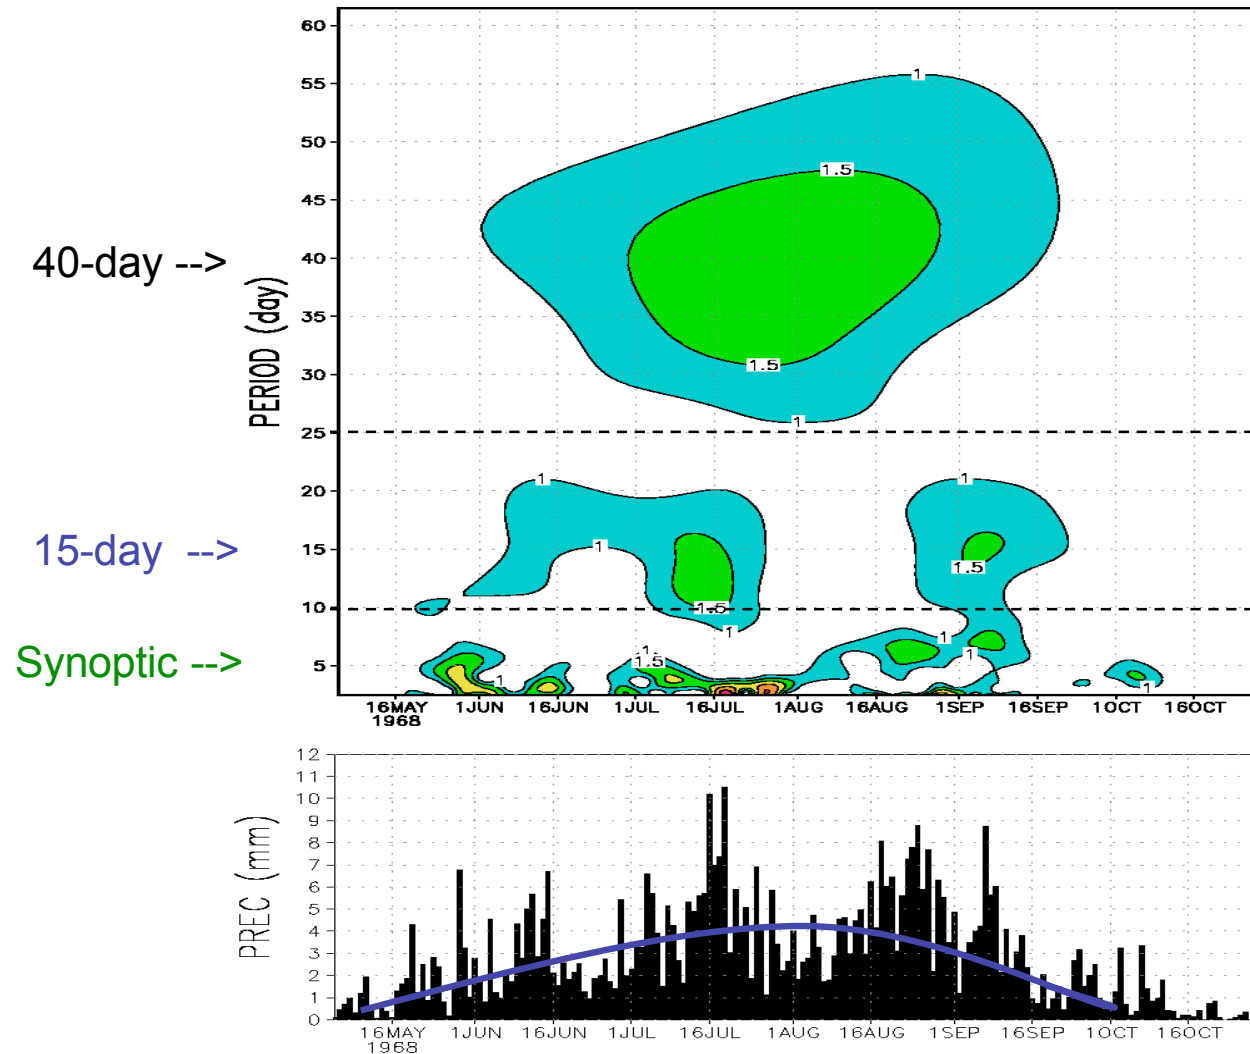 60
55
1
50
1.5
45
40-day -->
40
PERIOD (day)
35
1.5
30
1
25
1
1
20
15-day -->
1
15
1.5
1.5
10
1
1
1
Synoptic -->
1.5
5
1
1
1
16MAY
1JUN
16JUN
1JUL
16JUL
1AUG
16AUG
1SEP
16SEP
1OCT
16OCT
1968
12
11
10
9
8
7
PREC (mm)
6
5
4
3
2
1
0
16MAY
1JUN
16JUN
1JUL
16JUL
1AUG
16AUG
1SEP
16SEP
1OCT
16OCT
1968